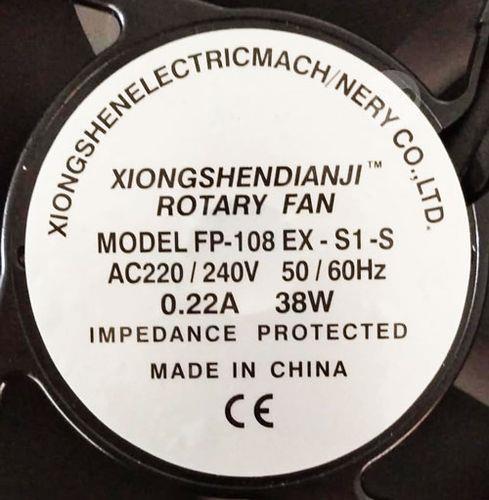 XIONGSHENELECTRICMACH/NERY CO.,LTD.
XIONGSHENDIANJI™
ROTARY FAN
MODEL FP-108 EX - S1 -S
AC220 / 240V 50 / 60Hz
0.22A 38W
IMPEDANCE PROTECTED
MADE IN CHINA
CE